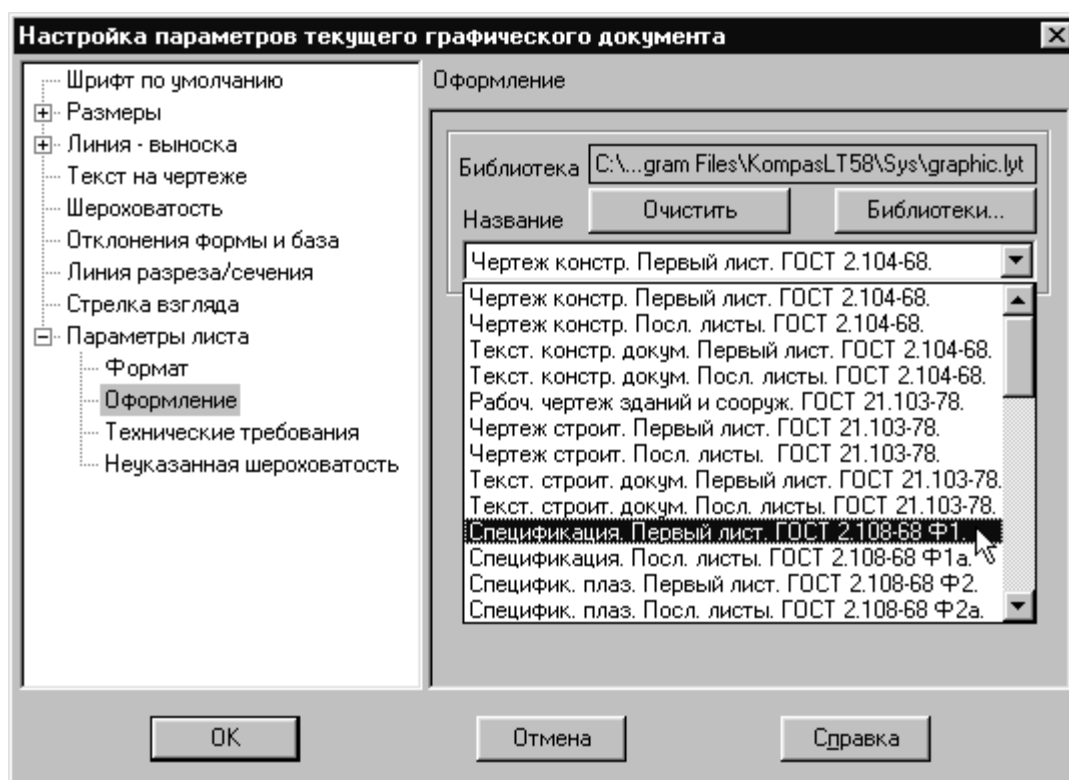 Настройка параметров текущего графического документа
Шрифт по умолчанию
Размеры
Линия - выноска
Текст на чертеже
Шероховатость
Отклонения формы и база
Линия разреза/сечения
Стрелка взгляда
Параметры листа
Формат
Оформление
Технические требования
Неуказанная шероховатость
Оформление
Библиотека C:\...gram Files\KompasLT58\Sys\graphic.lyt
Название Очистить Библиотеки...
Чертеж констр. Первый лист. ГОСТ 2.104-68.
Чертеж констр. Первый лист. ГОСТ 2.104-68.
Чертеж констр. Посл. листы. ГОСТ 2.104-68.
Текст. констр. докум. Первый лист. ГОСТ 2.104-68.
Текст. констр. докум. Посл. листы. ГОСТ 2.104-68.
Рабоч. чертеж зданий и сооруж. ГОСТ 21.103-78.
Чертеж строит. Первый лист. ГОСТ 21.103-78.
Чертеж строит. Посл. листы. ГОСТ 21.103-78.
Текст. строит. докум. Первый лист. ГОСТ 21.103-78.
Текст. строит. докум. Посл. листы. ГОСТ 21.103-78.
Спецификация. Первый лист. ГОСТ 2.108-68 Ф1.
Спецификация. Посл. листы. ГОСТ 2.108-68 Ф1а.
Специфик. плаз. Первый лист. ГОСТ 2.108-68 Ф2.
Специфик. плаз. Посл. листы. ГОСТ 2.108-68 Ф2а.
OK Отмена Справка